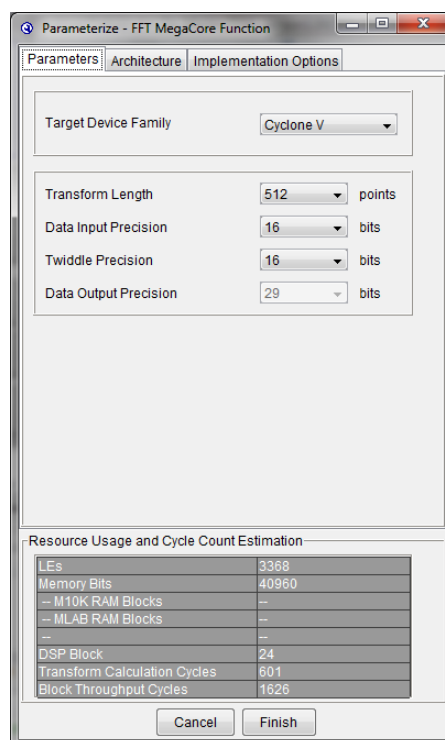 Parameterize - FFT MegaCore Function
Parameters Architecture Implementation Options
Target Device Family Cyclone V
Transform Length 512 points
Data Input Precision 16 bits
Twiddle Precision 16 bits
Data Output Precision 29 bits
Resource Usage and Cycle Count Estimation
LEs 3368
Memory Bits 40960
-- M10K RAM Blocks --
-- MLAB RAM Blocks --
-- --
DSP Block 24
Transform Calculation Cycles 601
Block Throughput Cycles 1626
Cancel Finish